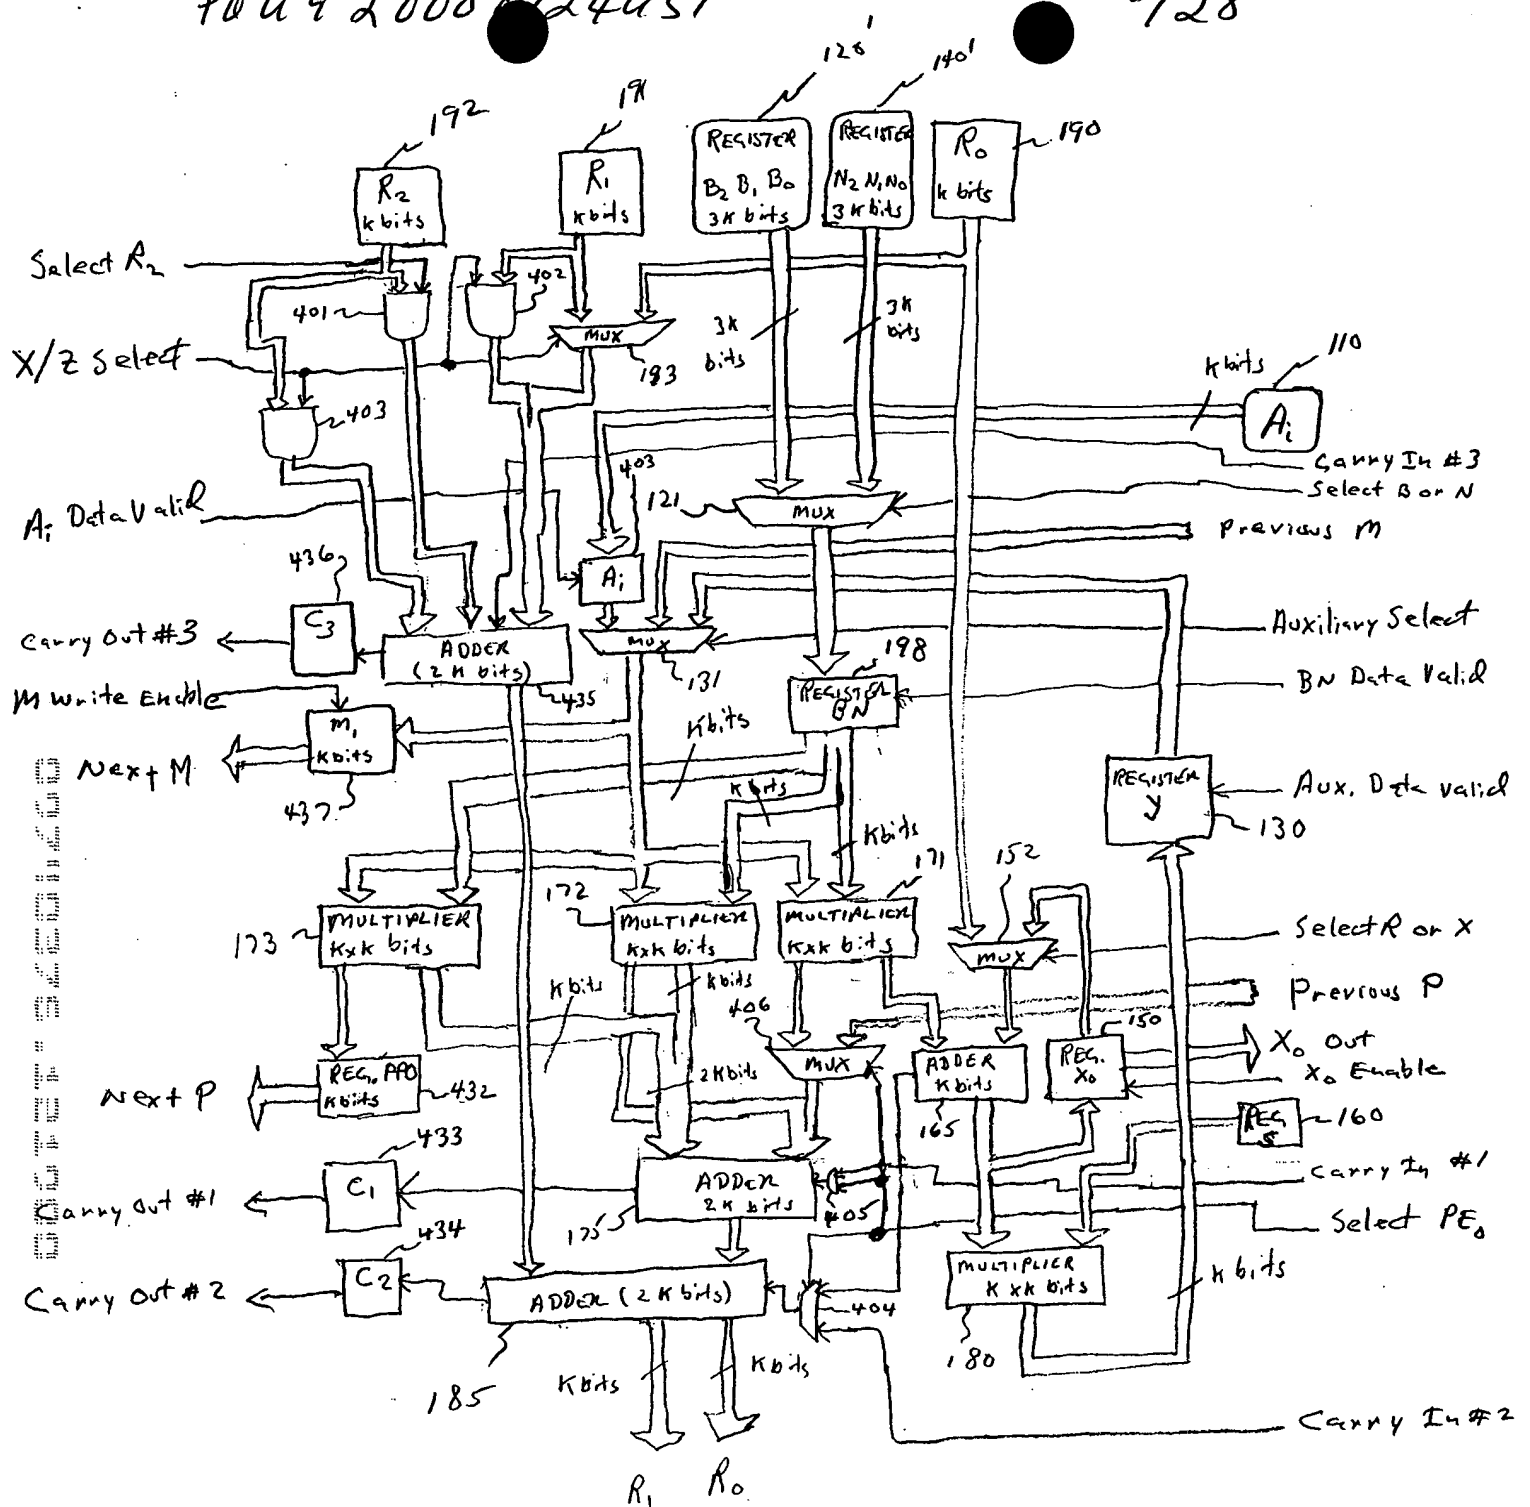 120'
140'
191
192
190
REGISTER
B2 B1 B0
3K bits
REGISTER
N2 N1 N0
3K bits
R0
k bits
R2
k bits
R1
k bits
Select R2
401
402
MUX
183
3K
bits
3K
bits
X/Z Select
403
K bits
110
Ai
Carry In #3
Select B or N
Ai Data Valid
403
121
MUX
Previous M
436
C3
Ai
Carry Out #3
ADDER
(2K bits)
435
MUX
131
Auxiliary Select
198
REGISTER
BN
BN Data Valid
M Write Enable
M,
K bits
437
Next M
K bits
K bits
K bits
REGISTER
Y
Aux. Data Valid
130
173
MULTIPLIER
KxK bits
172
MULTIPLIER
KxK bits
171
MULTIPLIER
KxK bits
152
MUX
Select R or X
K bits
K bits
406
MUX
Previous P
150
REG.
X0
X0 Out
X0 Enable
Next P
REG. PPO
K bits
432
2K bits
ADDER
K bits
165
REG
S
160
433
C1
Carry Out #1
ADDER
2K bits
175
405
Carry In #1
Select PE0
434
C2
Carry Out #2
ADDER (2K bits)
185
404
MULTIPLIER
K xK bits
180
K bits
K bits
K bits
Carry In #2
R1
R0